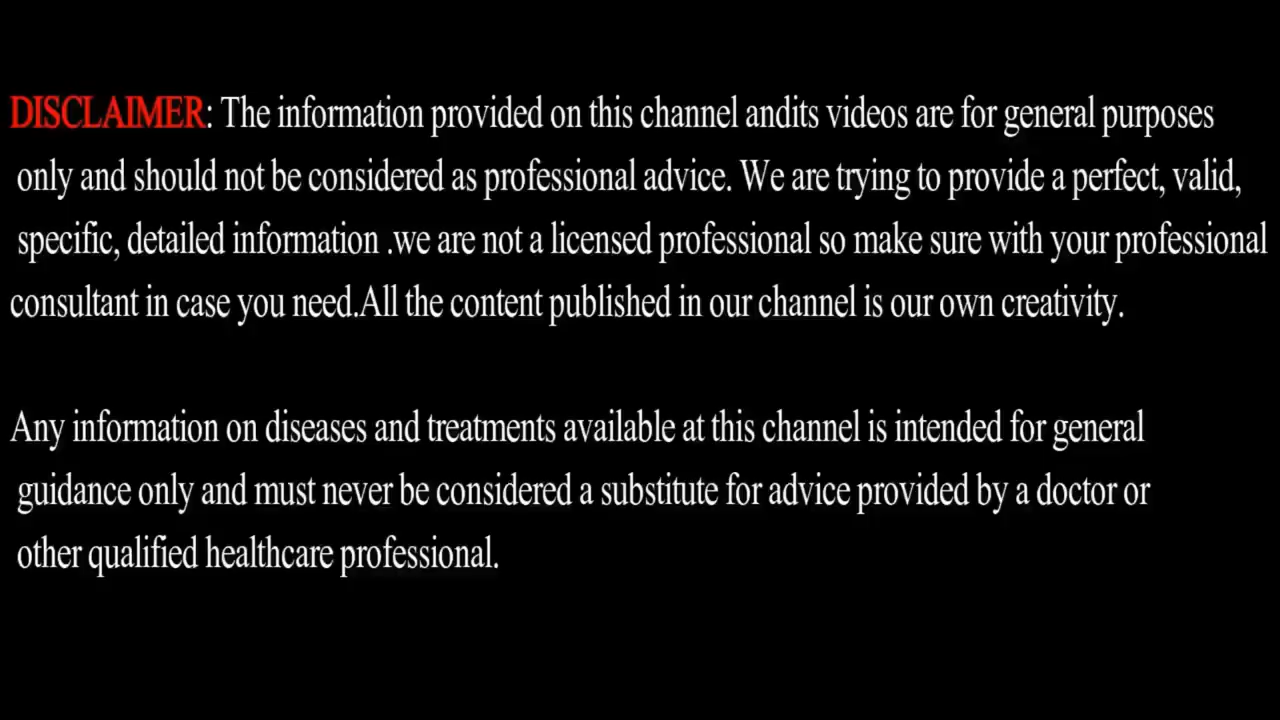 DISCLAIMER: The information provided on this channel andits videos are for general purposes
only and should not be considered as professional advice. We are trying to provide a perfect, valid,
specific, detailed information .we are not a licensed professional so make sure with your professional
consultant in case you need.All the content published in our channel is our own creativity.
Any information on diseases and treatments available at this channel is intended for general
guidance only and must never be considered a substitute for advice provided by a doctor or
other qualified healthcare professional.